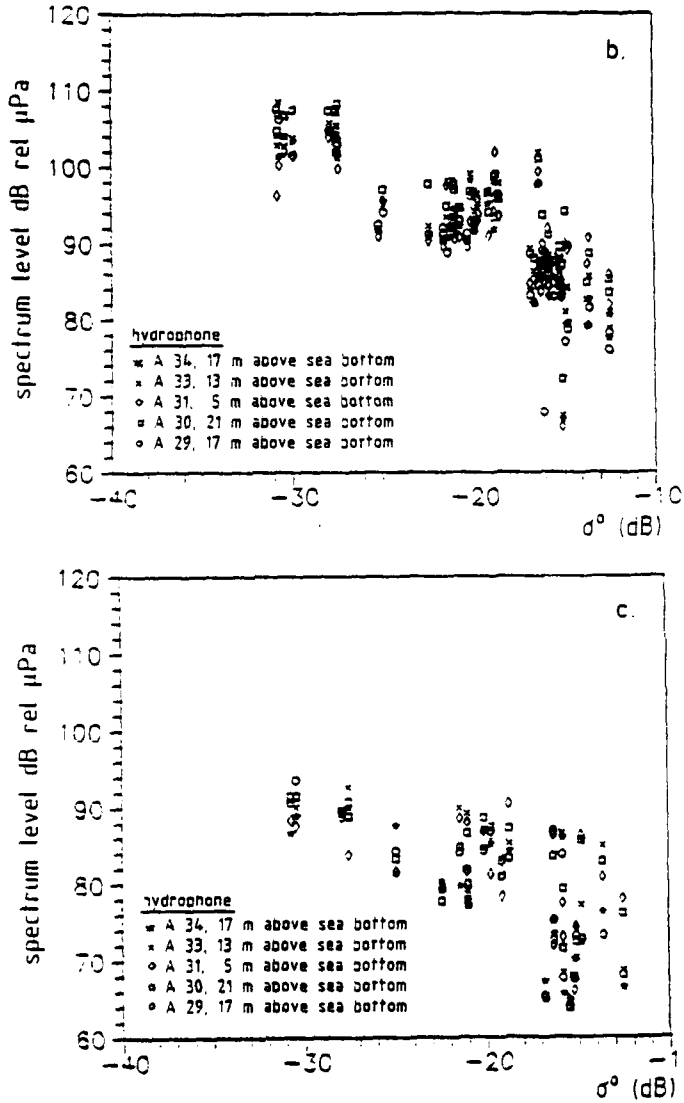 120
b.
110
100
90
80
70
60
spectrum level dB rel µPa
hydrophone
A 34, 17 m above sea bottom
A 33, 13 m above sea bottom
A 31, 5 m above sea bottom
A 30, 21 m above sea bottom
A 29, 17 m above sea bottom
-40
-30
-20
-10
σ° (dB)
120
c.
110
100
90
80
70
60
spectrum level dB rel µPa
hydrophone
A 34, 17 m above sea bottom
A 33, 13 m above sea bottom
A 31, 5 m above sea bottom
A 30, 21 m above sea bottom
A 29, 17 m above sea bottom
-40
-30
-20
-1
σ° (dB)